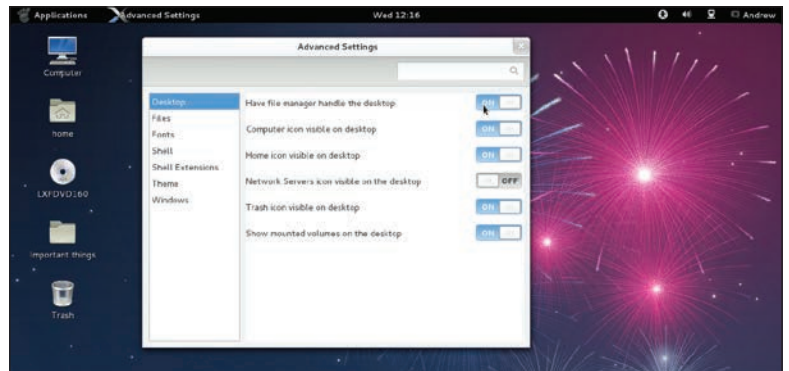 Applications
Advanced Settings
Wed 12:16
Andrew
Computer
home
LXFDVD160
Important things
Trash
Advanced Settings
Desktop
Files
Fonts
Shell
Shell Extensions
Theme
Windows
Have file manager handle the desktop ON
Computer icon visible on desktop ON
Home icon visible on desktop ON
Network Servers icon visible on the desktop OFF
Trash icon visible on desktop ON
Show mounted volumes on the desktop ON